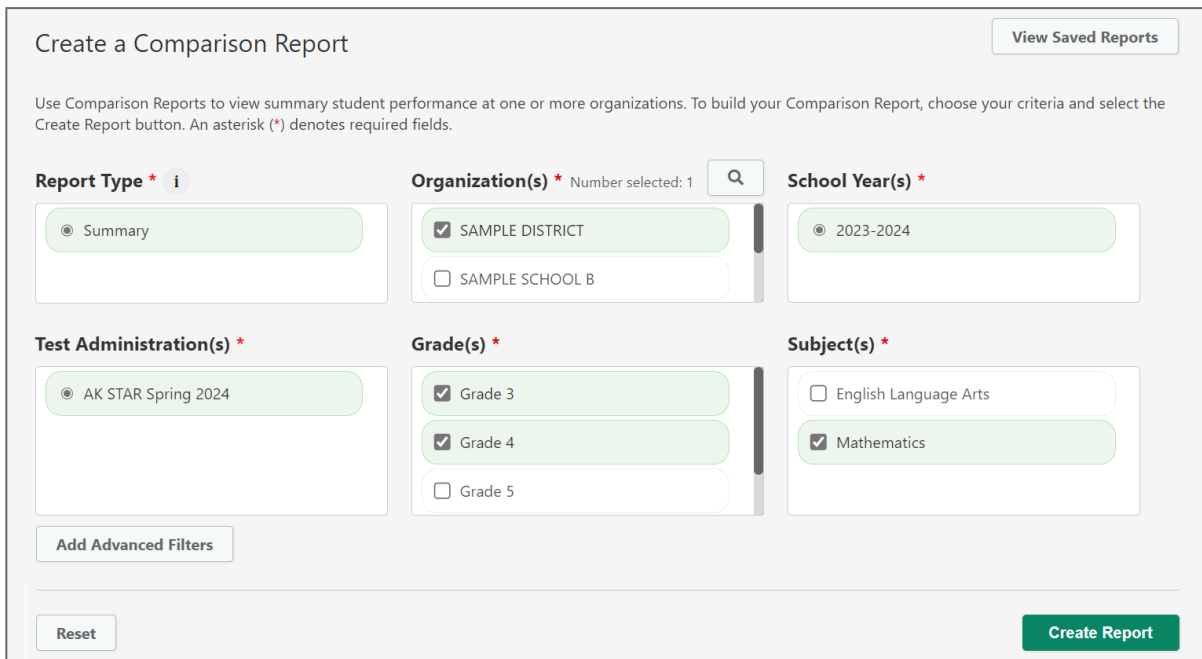 Create a Comparison Report
View Saved Reports
Use Comparison Reports to view summary student performance at one or more organizations. To build your Comparison Report, choose your criteria and select the
Create Report button. An asterisk (*) denotes required fields.
Report Type * i
Summary
Organization(s) * Number selected: 1
SAMPLE DISTRICT
SAMPLE SCHOOL B
School Year(s) *
2023-2024
Test Administration(s) *
AK STAR Spring 2024
Grade(s) *
Grade 3
Grade 4
Grade 5
Subject(s) *
English Language Arts
Mathematics
Add Advanced Filters
Reset
Create Report